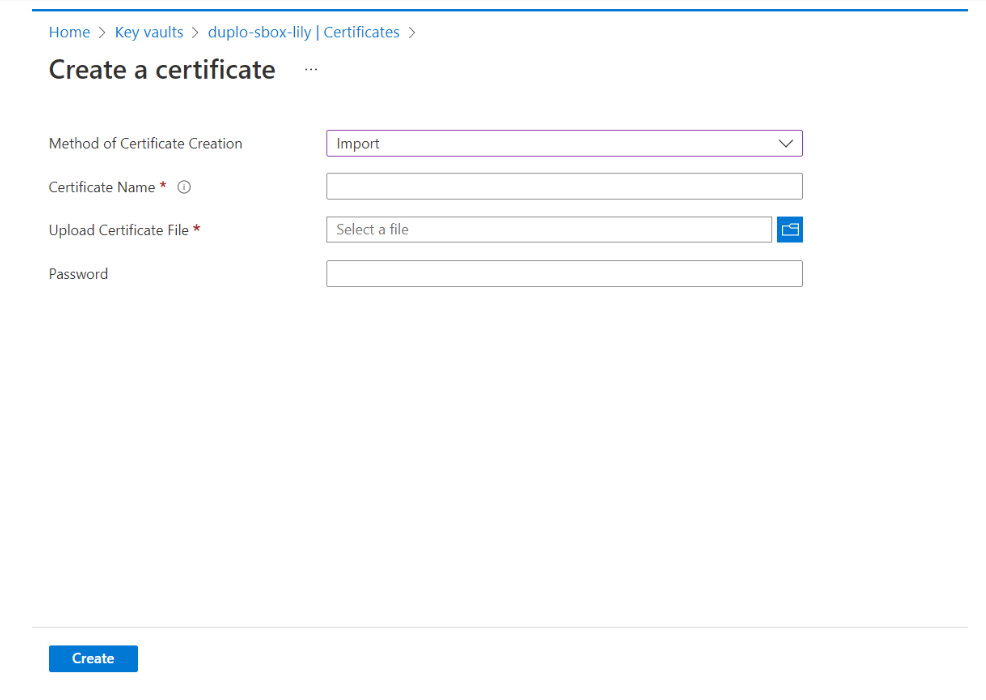 Home > Key vaults > duplo-sbox-lily | Certificates >
Create a certificate ...
Method of Certificate Creation Import
Certificate Name *
Upload Certificate File * Select a file
Password
Create